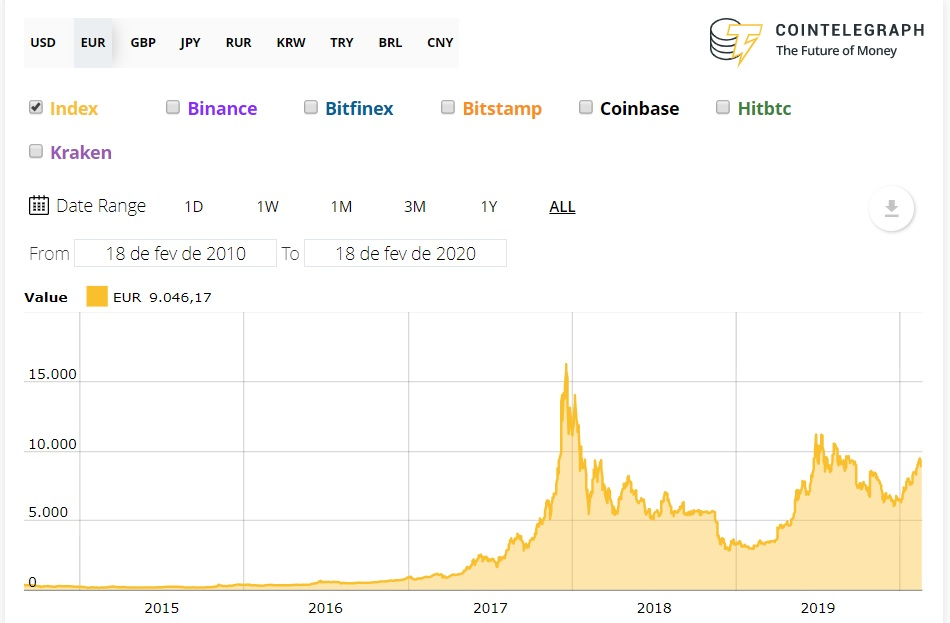 USD EUR GBP JPY RUR KRW TRY BRL CNY
COINTELEGRAPH
The Future of Money
Index Binance Bitfinex Bitstamp Coinbase Hitbtc
Kraken
Date Range 1D 1W 1M 3M 1Y ALL
From 18 de fev de 2010 To 18 de fev de 2020
Value EUR 9.046,17
15.000
10.000
5.000
0
2015 2016 2017 2018 2019